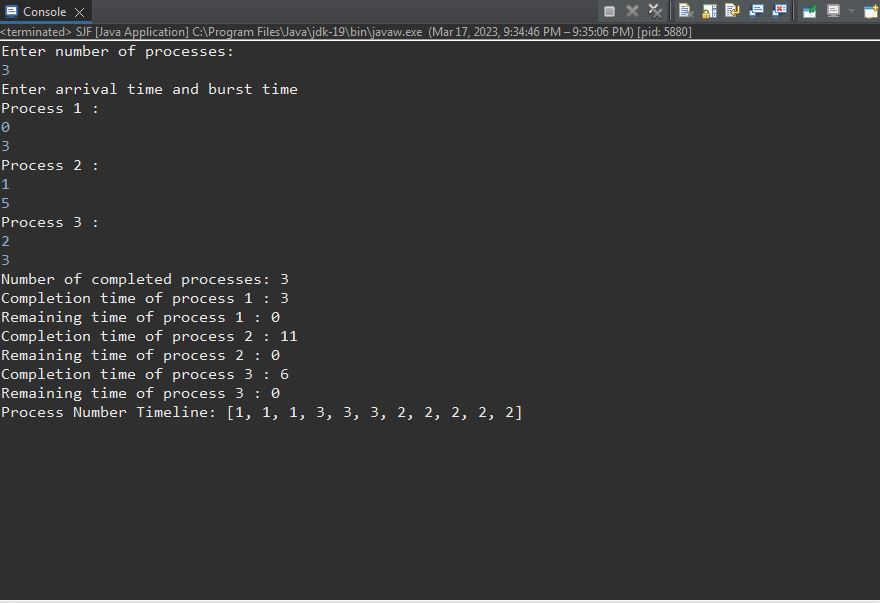 Console
<terminated> SJF [Java Application] C:\Program Files\Java\jdk-19\bin\javaw.exe (Mar 17, 2023, 9:34:46 PM – 9:35:06 PM) [pid: 5880]
Enter number of processes:
3
Enter arrival time and burst time
Process 1 :
0
3
Process 2 :
1
5
Process 3 :
2
3
Number of completed processes: 3
Completion time of process 1 : 3
Remaining time of process 1 : 0
Completion time of process 2 : 11
Remaining time of process 2 : 0
Completion time of process 3 : 6
Remaining time of process 3 : 0
Process Number Timeline: [1, 1, 1, 3, 3, 3, 2, 2, 2, 2, 2]